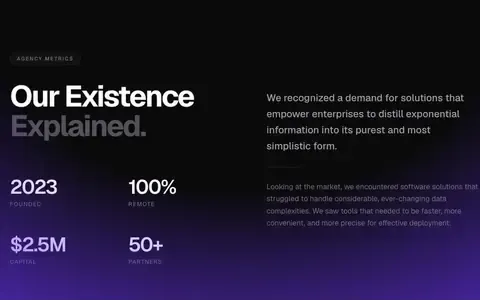 AGENCY METRICS
Our Existence
Explained.
2023
FOUNDED
100%
REMOTE
$2.5M
CAPITAL
50+
PARTNERS
We recognized a demand for solutions that
empower enterprises to distill exponential
information into its purest and most
simplistic form.
Looking at the market, we encountered software solutions that
struggled to handle considerable, ever-changing data
complexities. We saw tools that needed to be faster, more
convenient, and more precise for effective deployment.